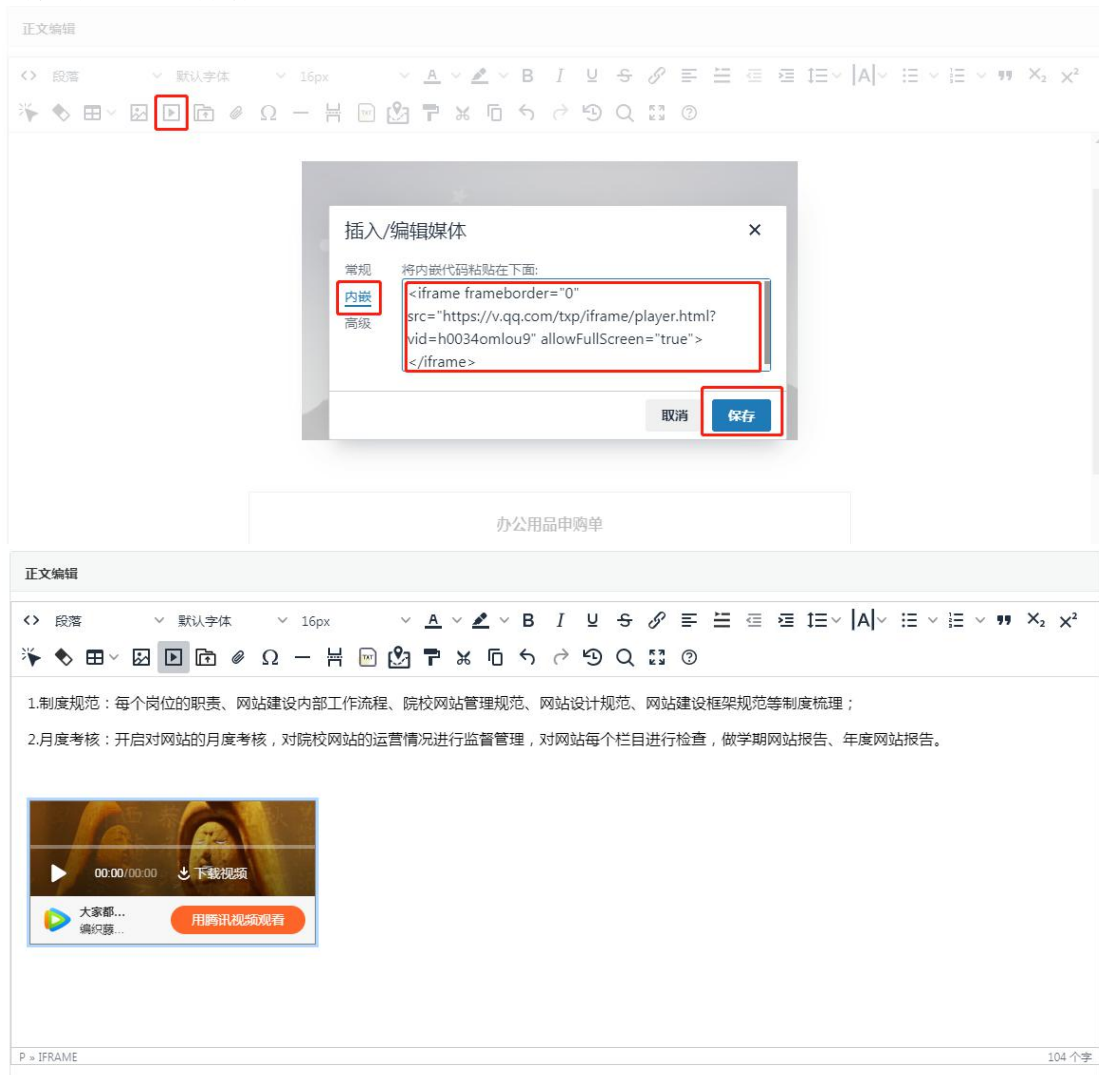 正文编辑
段落 默认字体 16px
插入/编辑媒体
常规
将内嵌代码粘贴在下面:
内嵌
高级
<iframe frameborder="0"
src="https://v.qq.com/txp/iframe/player.html?
vid=h0034omlou9" allowFullScreen="true">
</iframe>
取消 保存
办公用品申购单
正文编辑
段落 默认字体 16px
1.制度规范：每个岗位的职责、网站建设内部工作流程、院校网站管理规范、网站设计规范、网站建设框架规范等制度梳理；
2.月度考核：开启对网站的月度考核，对院校网站的运营情况进行监督管理，对网站每个栏目进行检查，做学期网站报告、年度网站报告。
00:00/00:00 下载视频
大家都...
编织藤...
用腾讯视频观看
P » IFRAME 104 个字